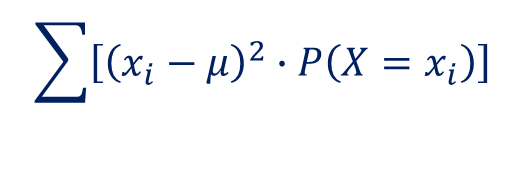 ∑[(xᵢ − μ)² · P(X = xᵢ)]